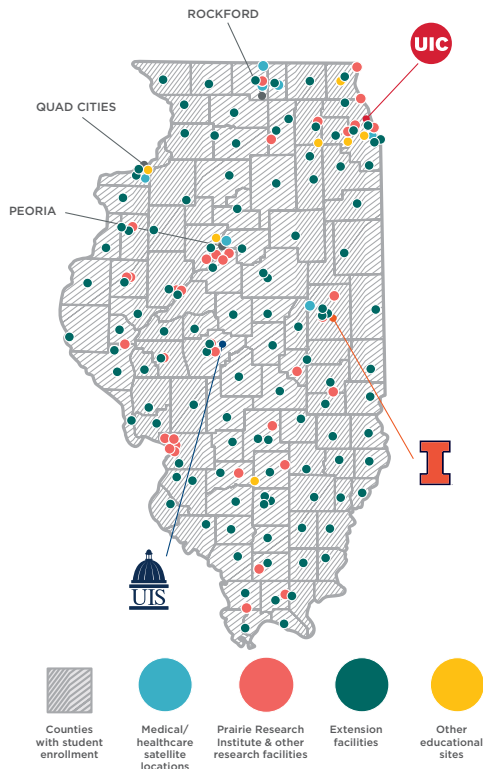 ROCKFORD
UIC
QUAD CITIES
PEORIA
I
UIS
Counties
with student
enrollment
Medical/
healthcare
satellite
locations
Prairie Research
Institute & other
research facilities
Extension
facilities
Other
educational
sites